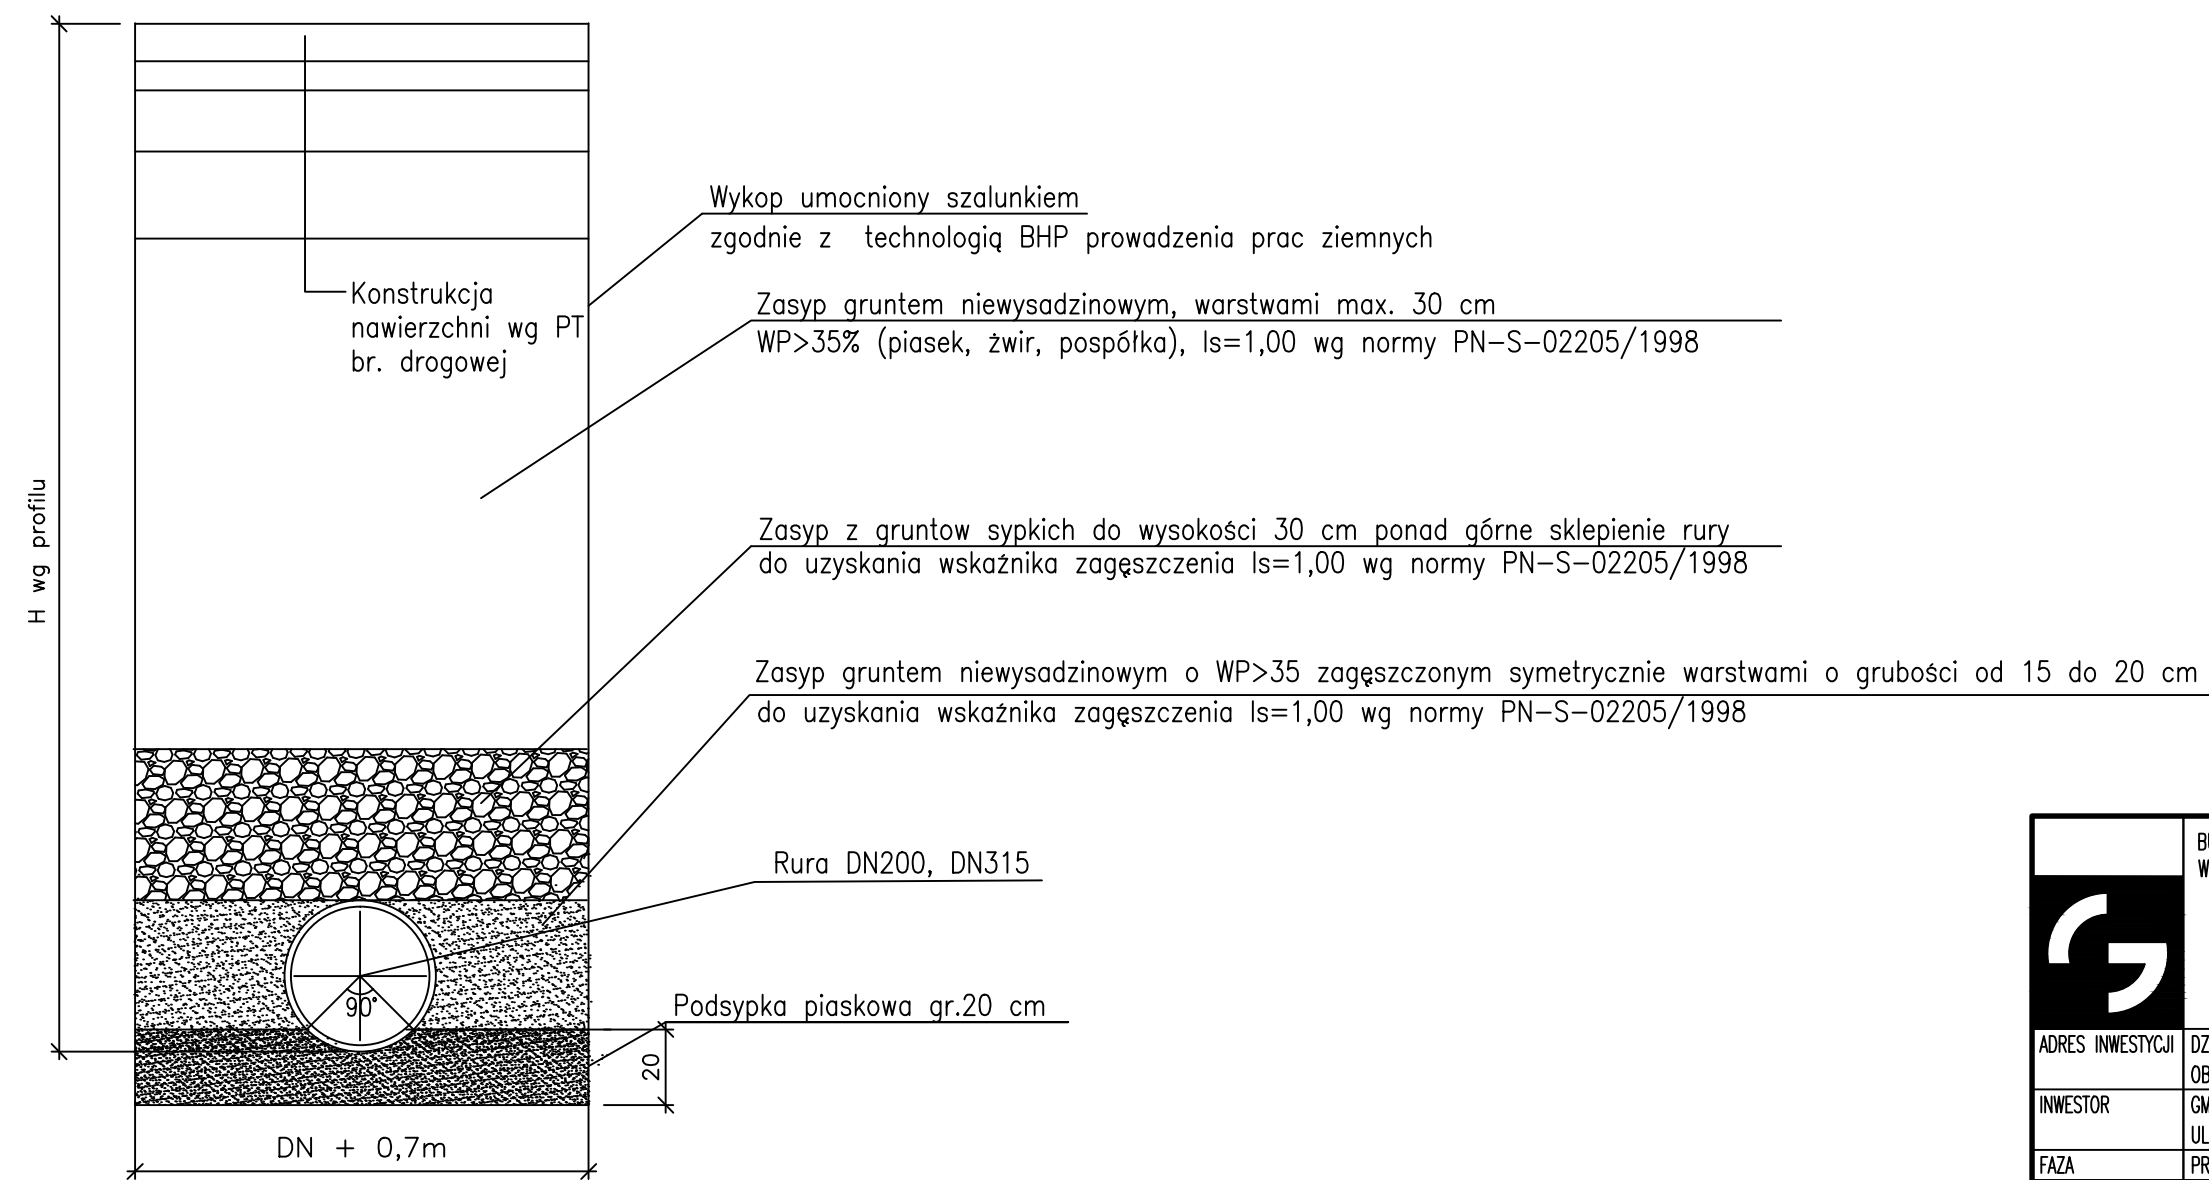 Wykop umocniony szalunkiem
zgodnie z technologią BHP prowadzenia prac ziemnych
Konstrukcja
nawierzchni wg PT
br. drogowej
Zasyp gruntem niewysadzinowym, warstwami max. 30 cm
WP>35% (piasek, żwir, pospółka), Is=1,00 wg normy PN-S-02205/1998
H wg profilu
Zasyp z gruntow sypkich do wysokości 30 cm ponad górne sklepienie rury
do uzyskania wskaźnika zagęszczenia Is=1,00 wg normy PN-S-02205/1998
Zasyp gruntem niewysadzinowym o WP>35 zagęszczonym symetrycznie warstwami o grubości od 15 do 20 cm
do uzyskania wskaźnika zagęszczenia Is=1,00 wg normy PN-S-02205/1998
Rura DN200, DN315
90°
Podsypka piaskowa gr.20 cm
20
DN + 0,7m
ADRES INWESTYCJI
INWESTOR
FAZA